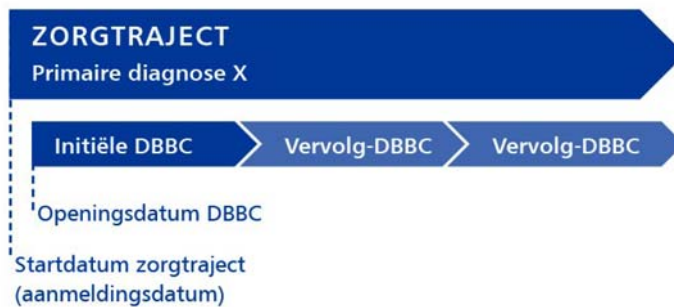 ZORGTRAJECT
Primaire diagnose X
Initiële DBBC
Vervolg-DBBC
Vervolg-DBBC
Openingsdatum DBBC
Startdatum zorgtraject
(aanmeldingsdatum)